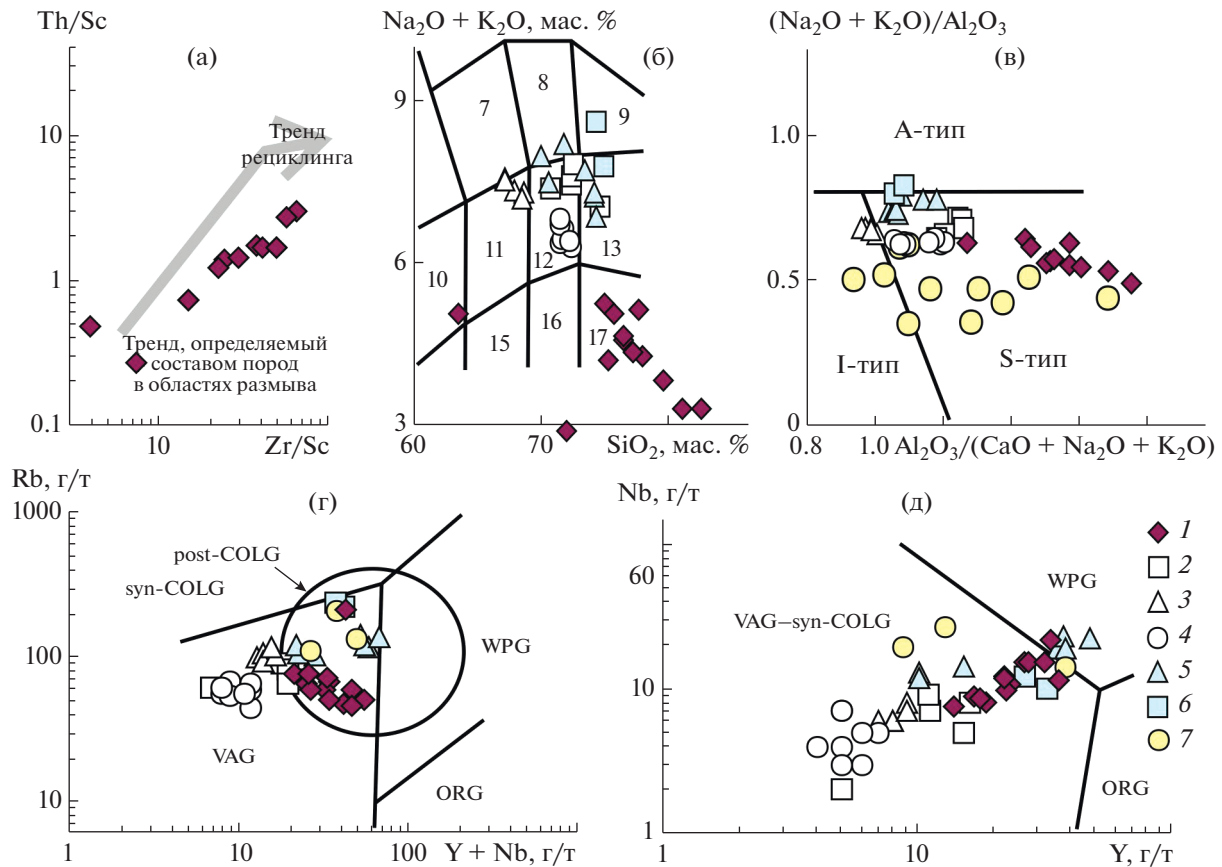 Th/Sc
(а)
100
10
1
0.1
Тренд
рециклинга
Тренд, определяемый
составом пород
в областях размыва
10
Zr/Sc
Na₂O + K₂O, мас. %
(б)
9
6
3
7
8
9
10
11
12
13
15
16
17
60
70
SiO₂, мас. %
(Na₂O + K₂O)/Al₂O₃
(в)
1.0
0.5
0
А-тип
I-тип
S-тип
0.8
1.0
Al₂O₃/(CaO + Na₂O + K₂O)
Rb, г/т
(г)
1000
100
10
post-COLG
syn-COLG
WPG
VAG
ORG
1
10
100
Y + Nb, г/т
Nb, г/т
(д)
60
20
10
1
VAG–syn-COLG
WPG
ORG
1
10
20
60
Y, г/т
1
2
3
4
5
6
7